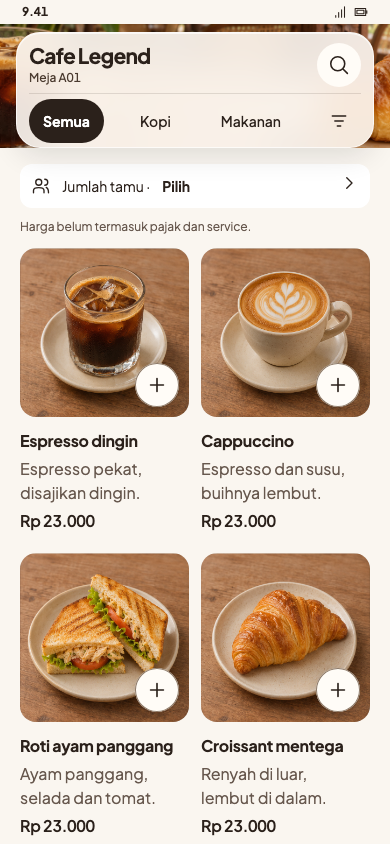 9.41
Cafe Legend
Meja A01
Semua
Kopi
Makanan
Jumlah tamu · Pilih
Harga belum termasuk pajak dan service.
Espresso dingin
Espresso pekat,
disajikan dingin.
Rp 23.000
Cappuccino
Espresso dan susu,
buihnya lembut.
Rp 23.000
Roti ayam panggang
Ayam panggang,
selada dan tomat.
Rp 23.000
Croissant mentega
Renyah di luar,
lembut di dalam.
Rp 23.000